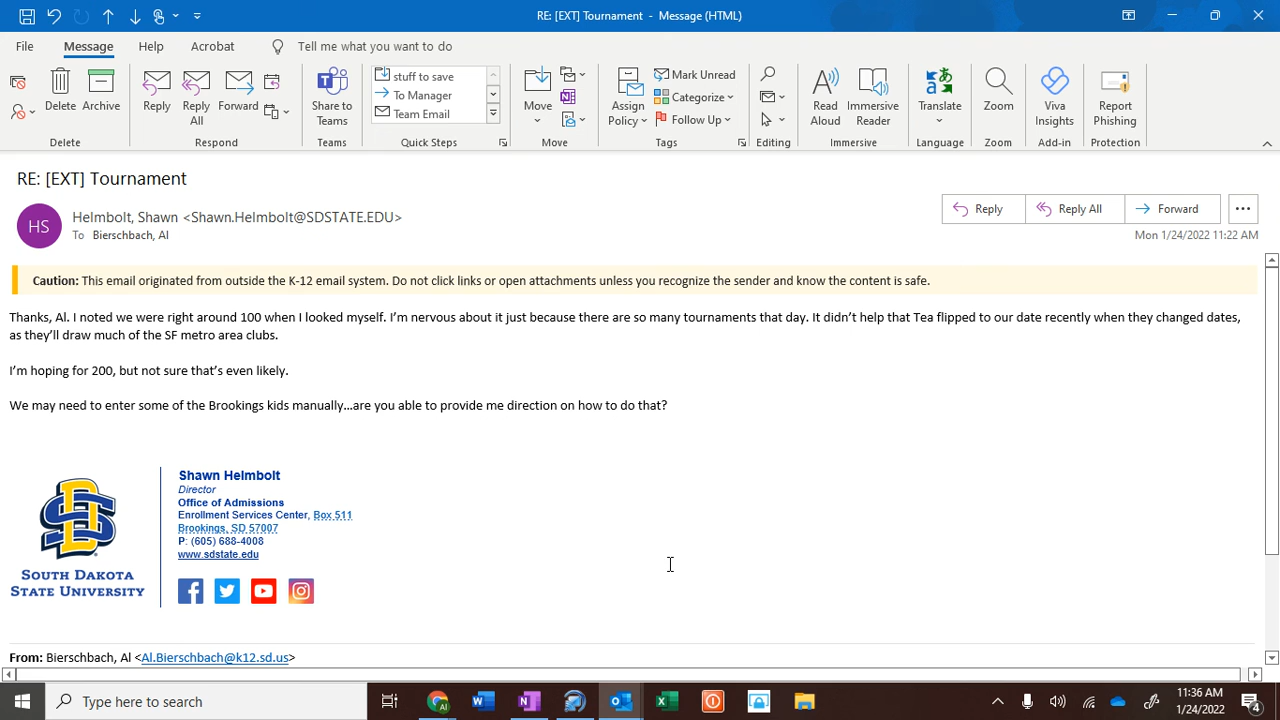 RE: [EXT] Tournament - Message (HTML)
File Message Help Acrobat Tell me what you want to do
Delete Archive
Delete
Reply Reply All Forward
Respond
Share to Teams
Teams
stuff to save
To Manager
Team Email
Quick Steps
Move
Move
Assign Policy
Mark Unread
Categorize
Follow Up
Tags
Editing
Read Aloud
Immersive Reader
Immersive
Translate
Language
Zoom
Zoom
Viva Insights
Add-in
Report Phishing
Protection
RE: [EXT] Tournament
HS
Helmbolt, Shawn <Shawn.Helmbolt@SDSTATE.EDU>
To Bierschbach, Al
Reply Reply All Forward
Mon 1/24/2022 11:22 AM
Caution: This email originated from outside the K-12 email system. Do not click links or open attachments unless you recognize the sender and know the content is safe.
Thanks, Al. I noted we were right around 100 when I looked myself. I'm nervous about it just because there are so many tournaments that day. It didn't help that Tea flipped to our date recently when they changed dates,
as they'll draw much of the SF metro area clubs.
I'm hoping for 200, but not sure that's even likely.
We may need to enter some of the Brookings kids manually…are you able to provide me direction on how to do that?
SOUTH DAKOTA
STATE UNIVERSITY
Shawn Helmbolt
Director
Office of Admissions
Enrollment Services Center, Box 511
Brookings, SD 57007
P: (605) 688-4008
www.sdstate.edu
From: Bierschbach, Al <Al.Bierschbach@k12.sd.us>
Type here to search
11:36 AM
1/24/2022
4